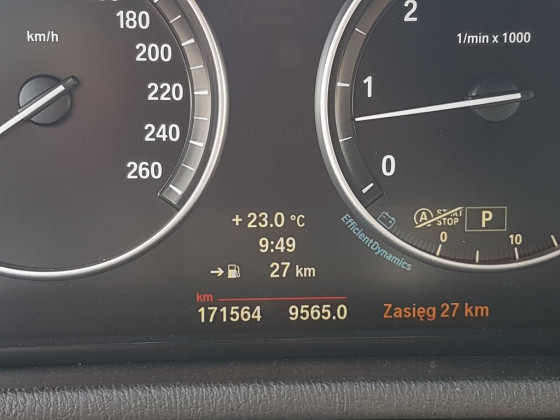 km/h
180
200
220
240
260
2
1/min x 1000
1
0
+ 23.0 °C
9:49
27 km
km
171564 9565.0
EfficientDynamics
A START STOP
P
0 10
Zasięg 27 km